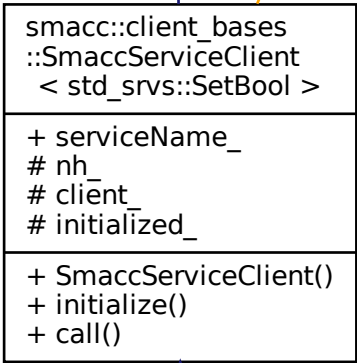 smacc::client_bases
::SmaccServiceClient
< std_srvs::SetBool >
+ serviceName_
# nh_
# client_
# initialized_
+ SmaccServiceClient()
+ initialize()
+ call()